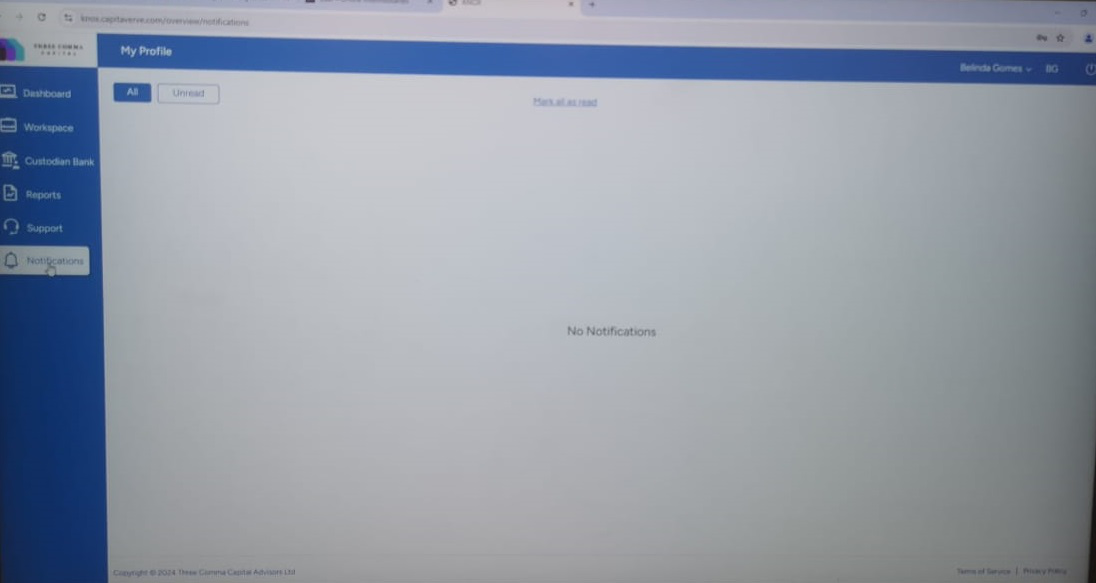 KNOX
knox.capitaverse.com/overview/notifications
THREE COMMA
CAPITAL
My Profile
Belinda Gomes
BG
All
Unread
Mark all as read
Dashboard
Workspace
Custodian Bank
Reports
Support
Notifications
No Notifications
Copyright © 2024 Three Comma Capital Advisors Ltd
Terms of Service | Privacy Policy